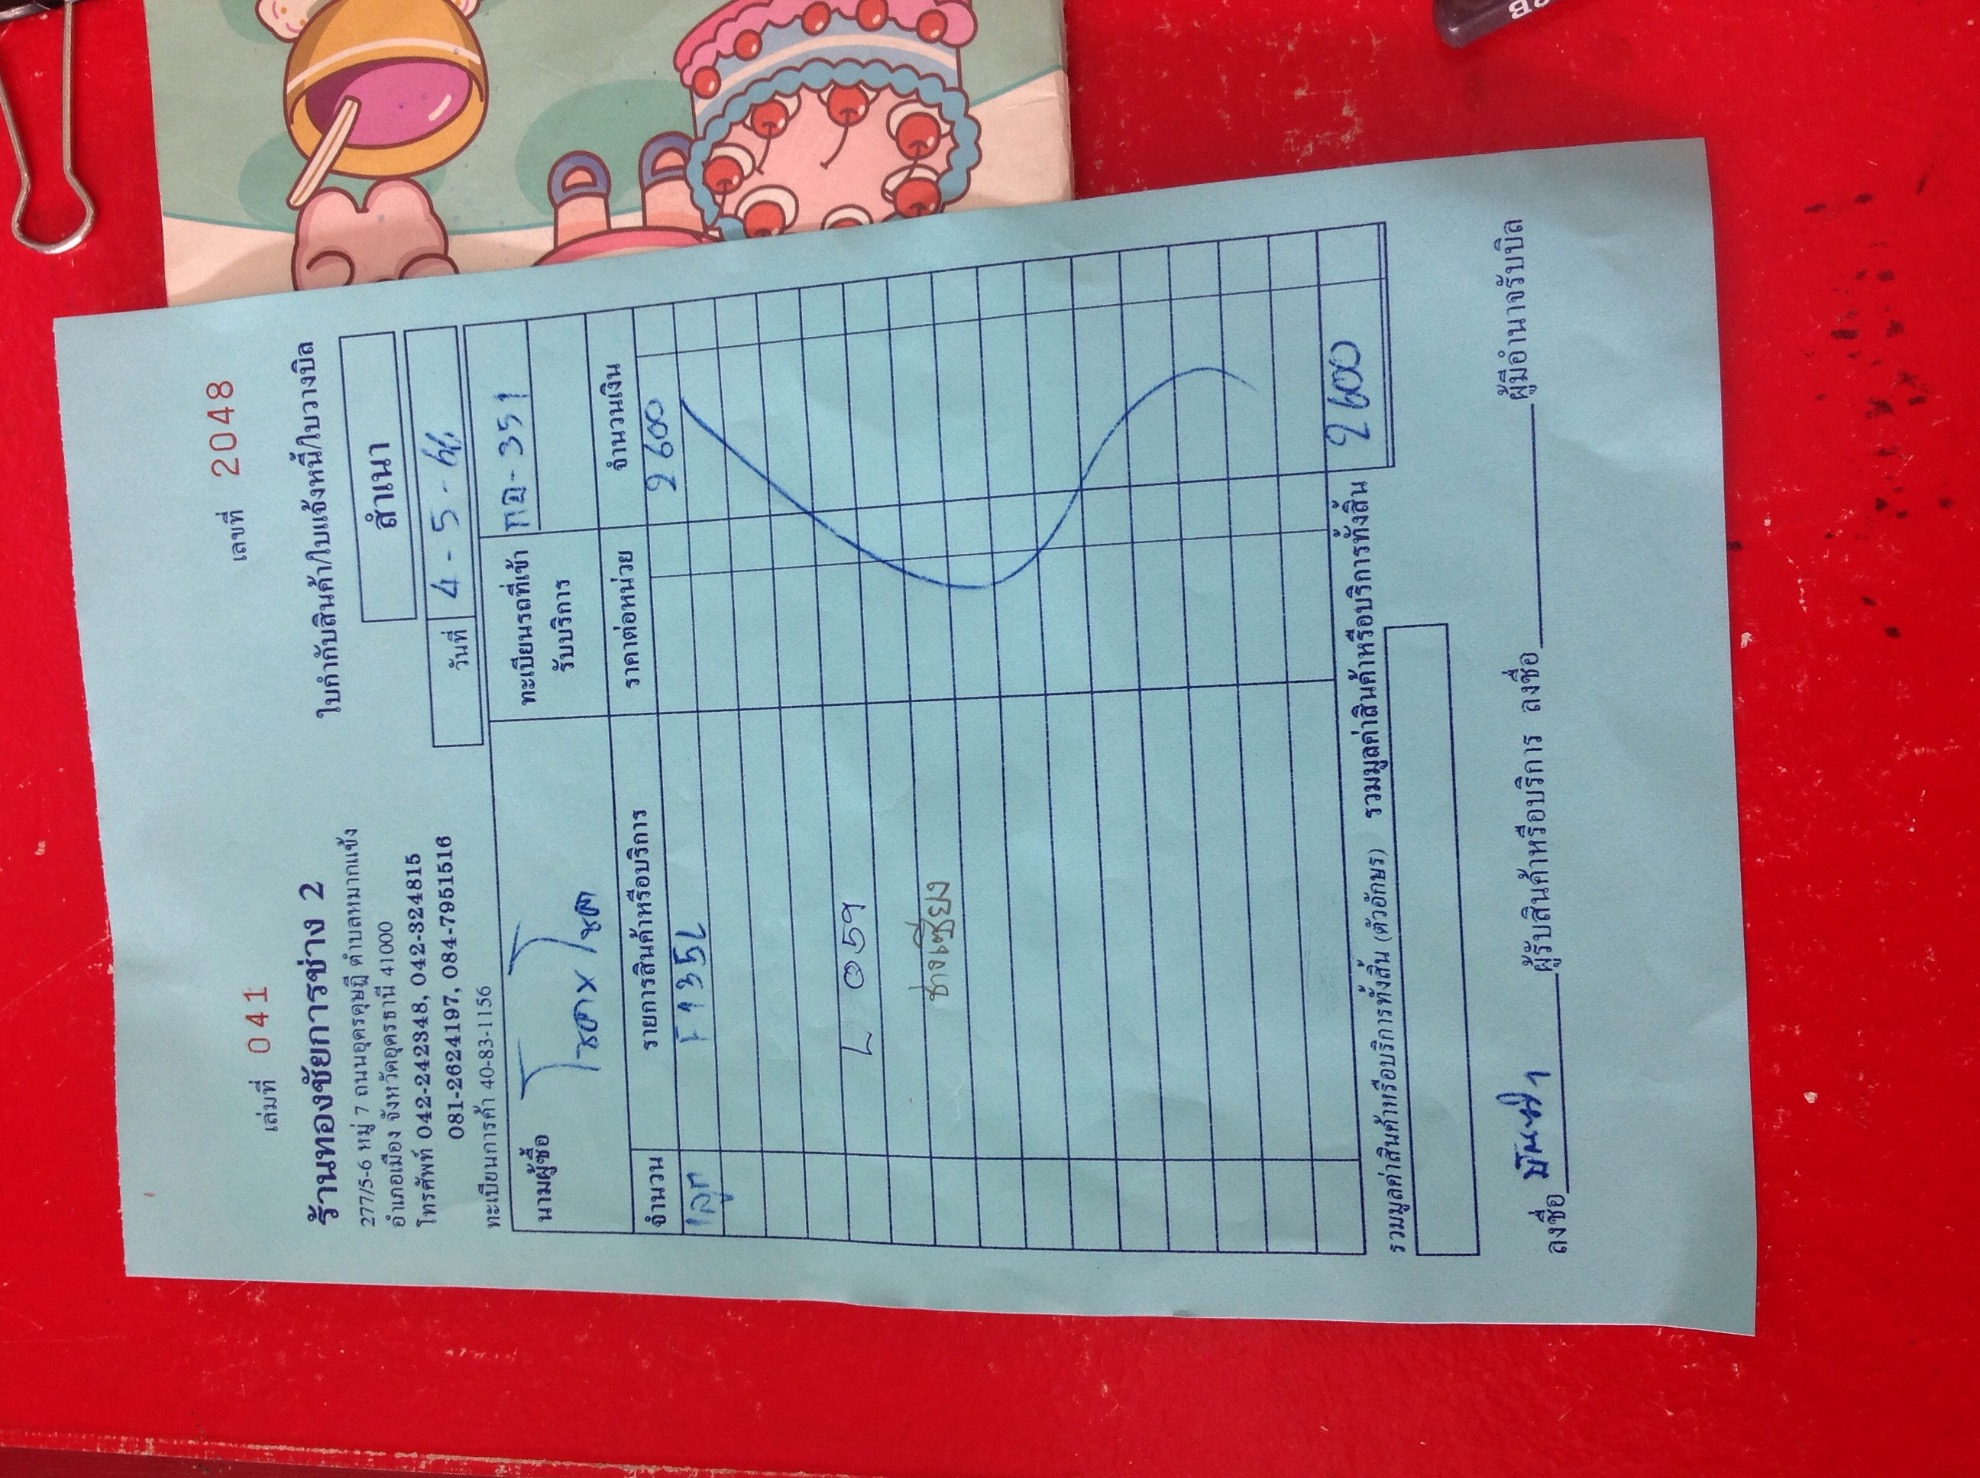 เล่มที่ 041
เลขที่ 2048
ร้านทองชัยการช่าง 2
ใบกำกับสินค้า/ใบแจ้งหนี้/ใบวางบิล
277/5-6 หมู่ 7 ถนนอุดรดุษฎี ตำบลหมากแข้ง
อำเภอเมือง จังหวัดอุดรธานี 41000
สำเนา
โทรศัพท์ 042-242348, 042-324815
081-2624197, 084-7951516
วันที่ 4 - 5 -
ทะเบียนการค้า 40-83-1156
นามผู้ซื้อ
ทะเบียนรถที่เข้ารับบริการ -351
จำนวน รายการสินค้าหรือบริการ ราคาต่อหน่วย จำนวนเงิน
1 ลูก F 135L 2600
L 059
ช่างเตี้ยง
รวมมูลค่าสินค้าหรือบริการทั้งสิ้น (ตัวอักษร) รวมมูลค่าสินค้าหรือบริการทั้งสิ้น 2600
ลงชื่อ ผู้รับสินค้าหรือบริการ ลงชื่อ ผู้มีอำนาจรับบิล